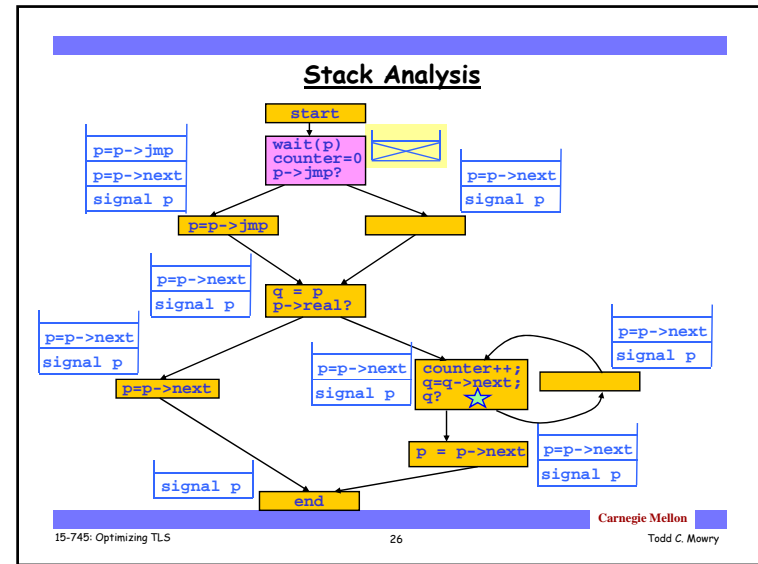 Stack Analysis
start
p=p->jmp
p=p->next
signal p
wait(p)
counter=0
p->jmp?
p=p->next
signal p
p=p->jmp
p=p->next
signal p
q = p
p->real?
p=p->next
signal p
p=p->next
signal p
counter++;
q=q->next;
q?
p=p->next
signal p
p=p->next
p = p->next
p=p->next
signal p
signal p
end
Carnegie Mellon
15-745: Optimizing TLS
26
Todd C. Mowry